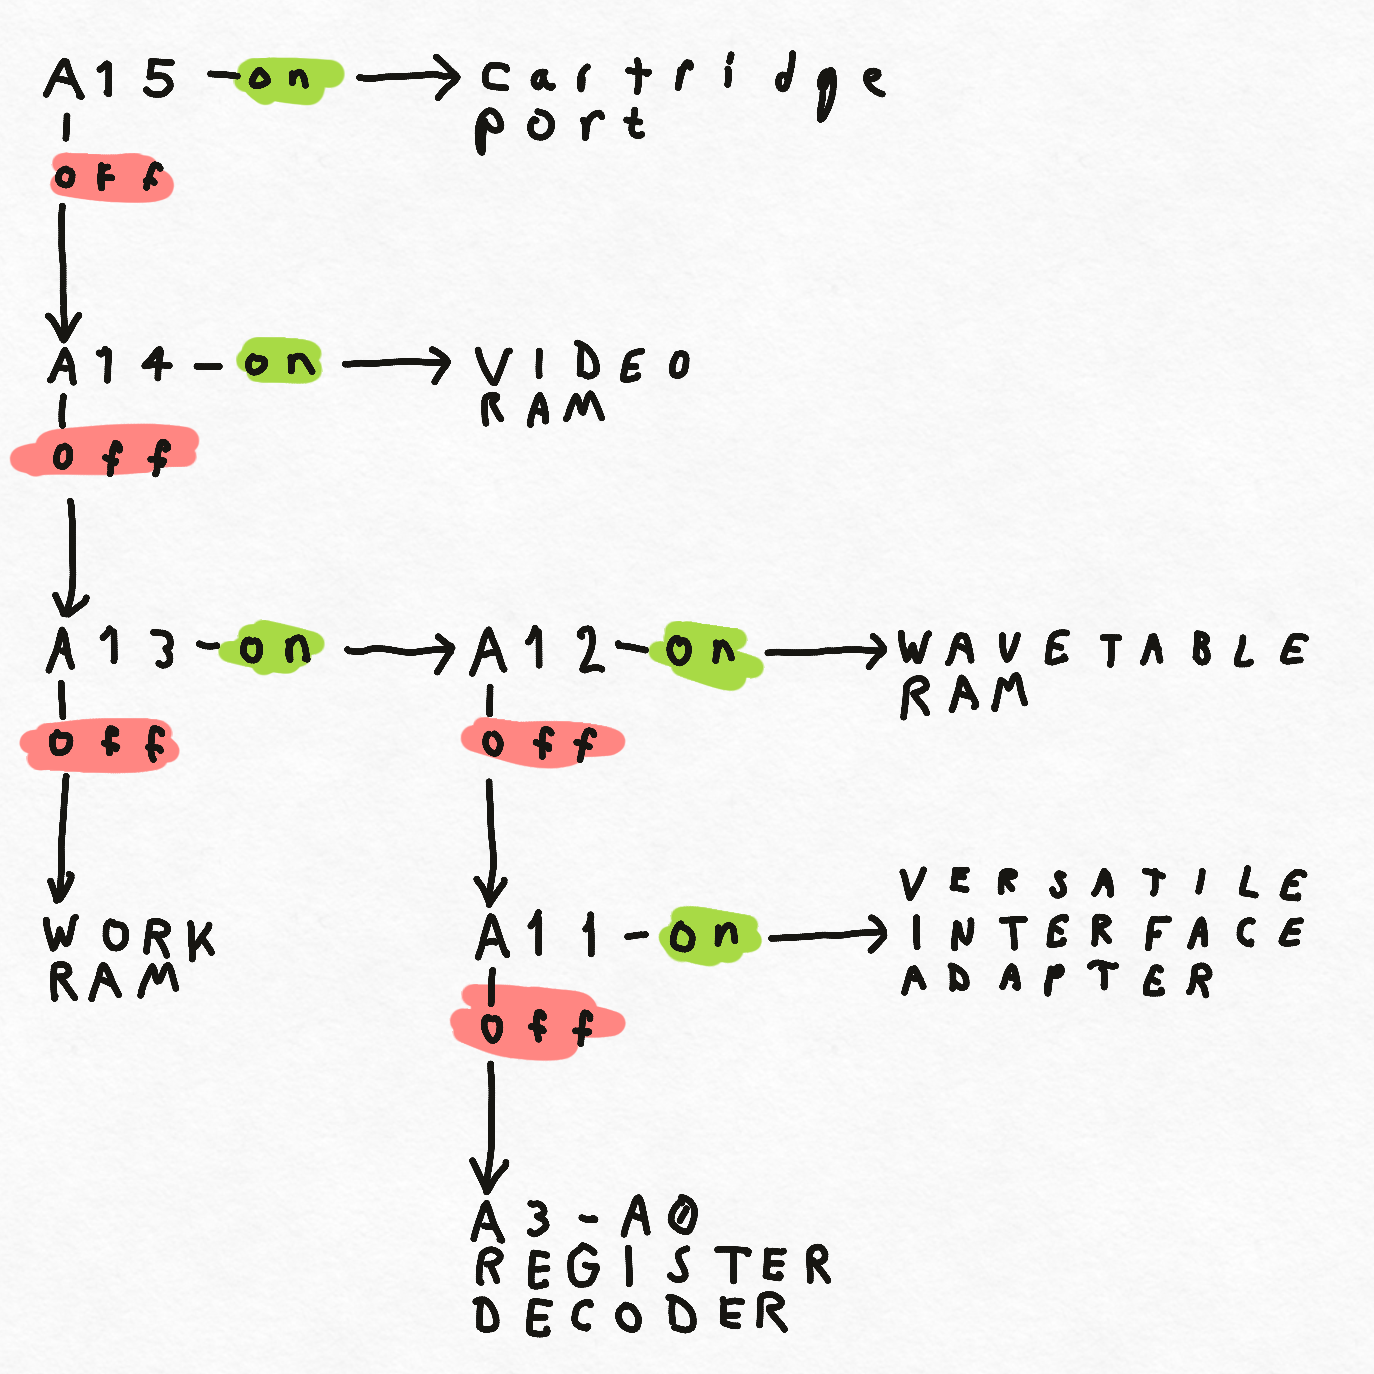 A15 - on → cartridge
port
off
A14 - on → VIDEO
RAM
off
A13 - on → A12 - on → WAVETABLE
RAM
off off
VERSATILE
WORK A11 - on → INTERFACE
RAM ADAPTER
off
A3-A0
REGISTER
DECODER